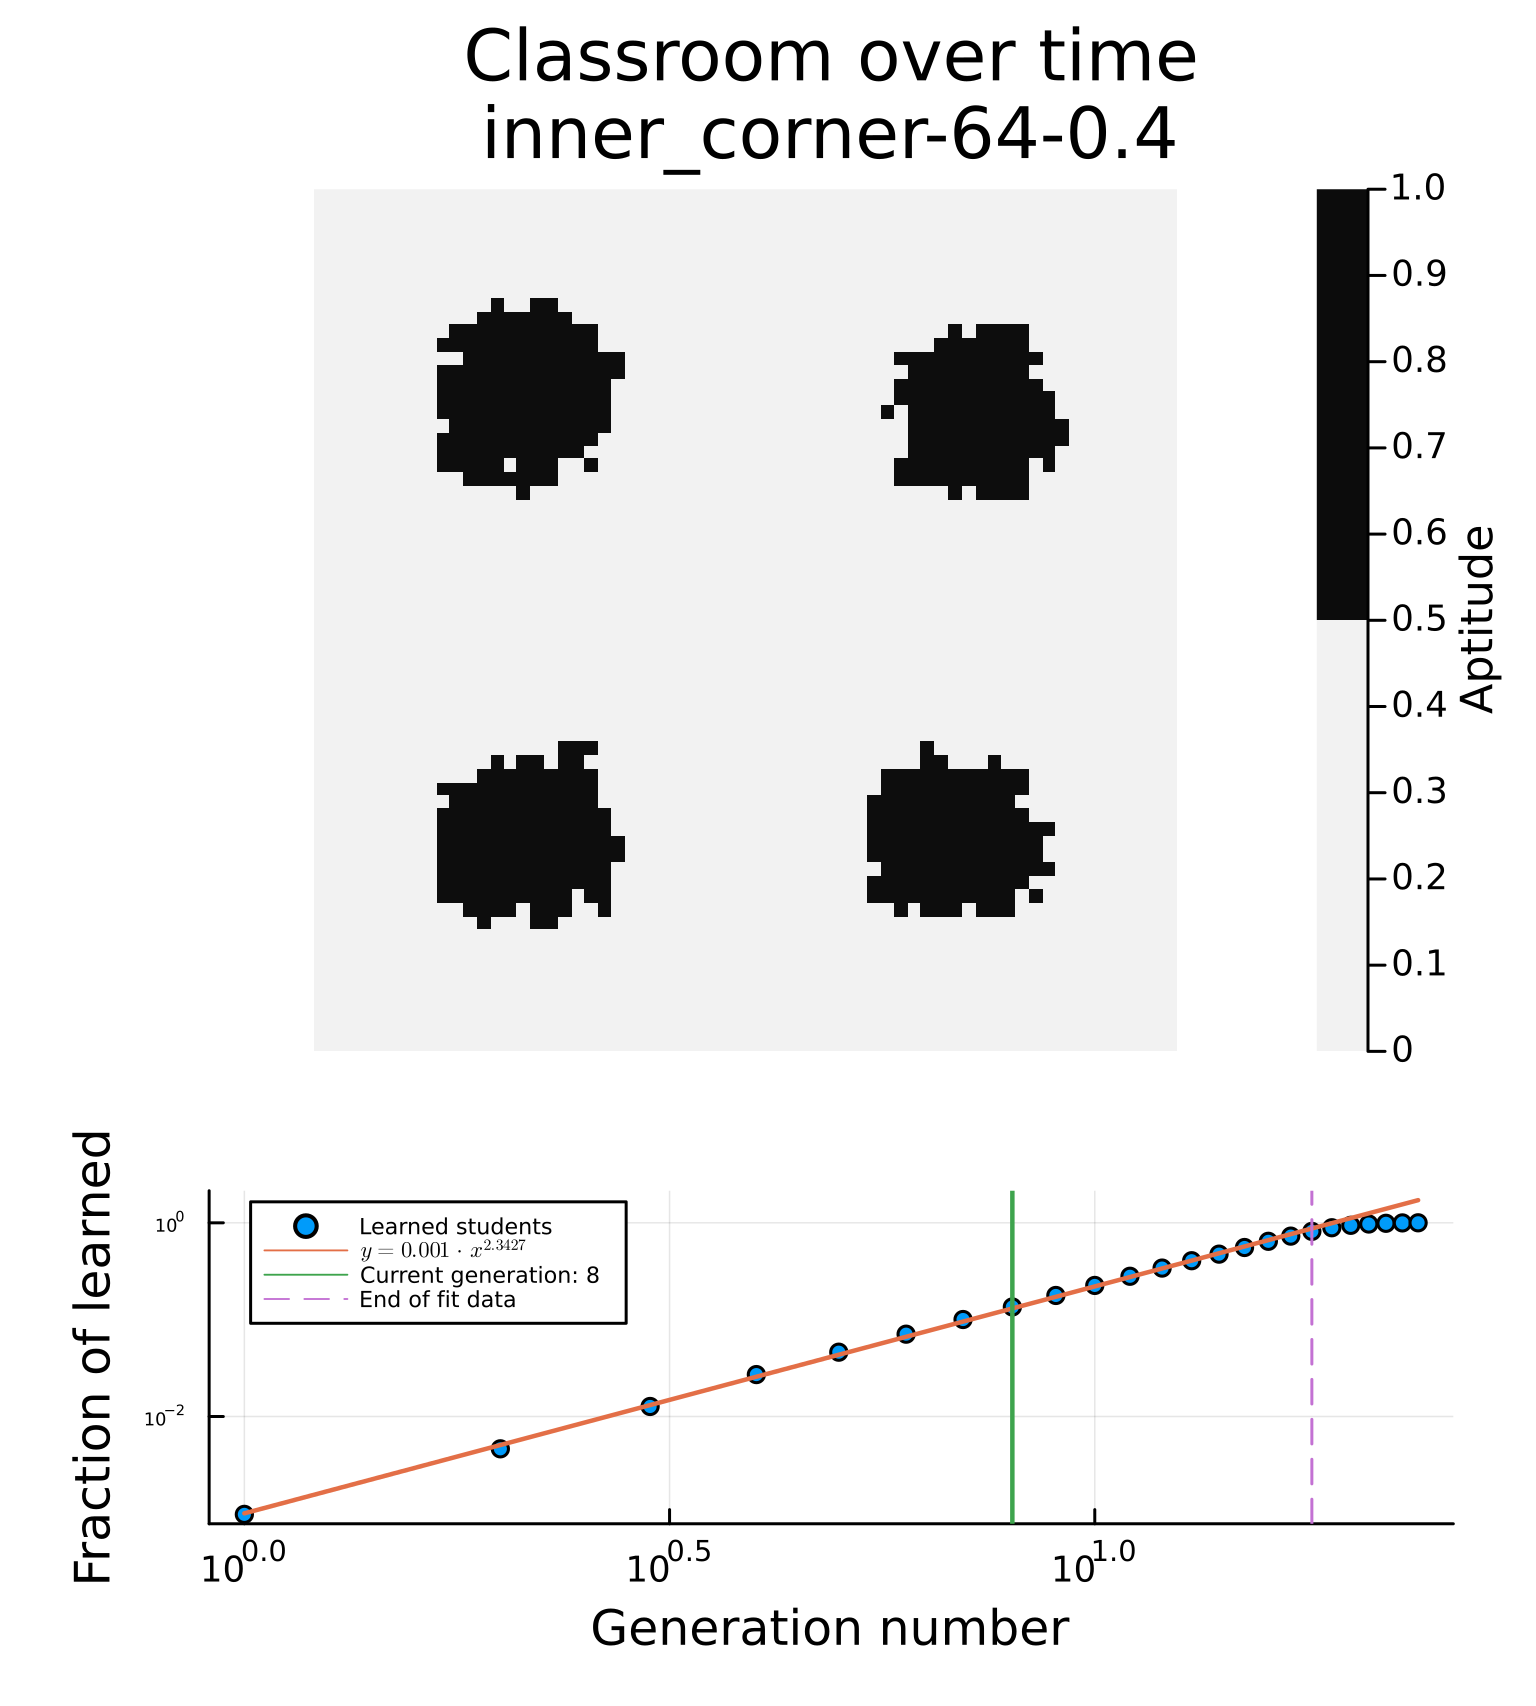 Classroom over time
inner_corner-64-0.4
1.0
0.9
0.8
0.7
0.6
0.5
0.4
0.3
0.2
0.1
0
Aptitude
Fraction of learned
10^0
10^{-2}
Learned students
y = 0.001 · x^{2.3427}
Current generation: 8
End of fit data
10^{0.0}
10^{0.5}
10^{1.0}
Generation number